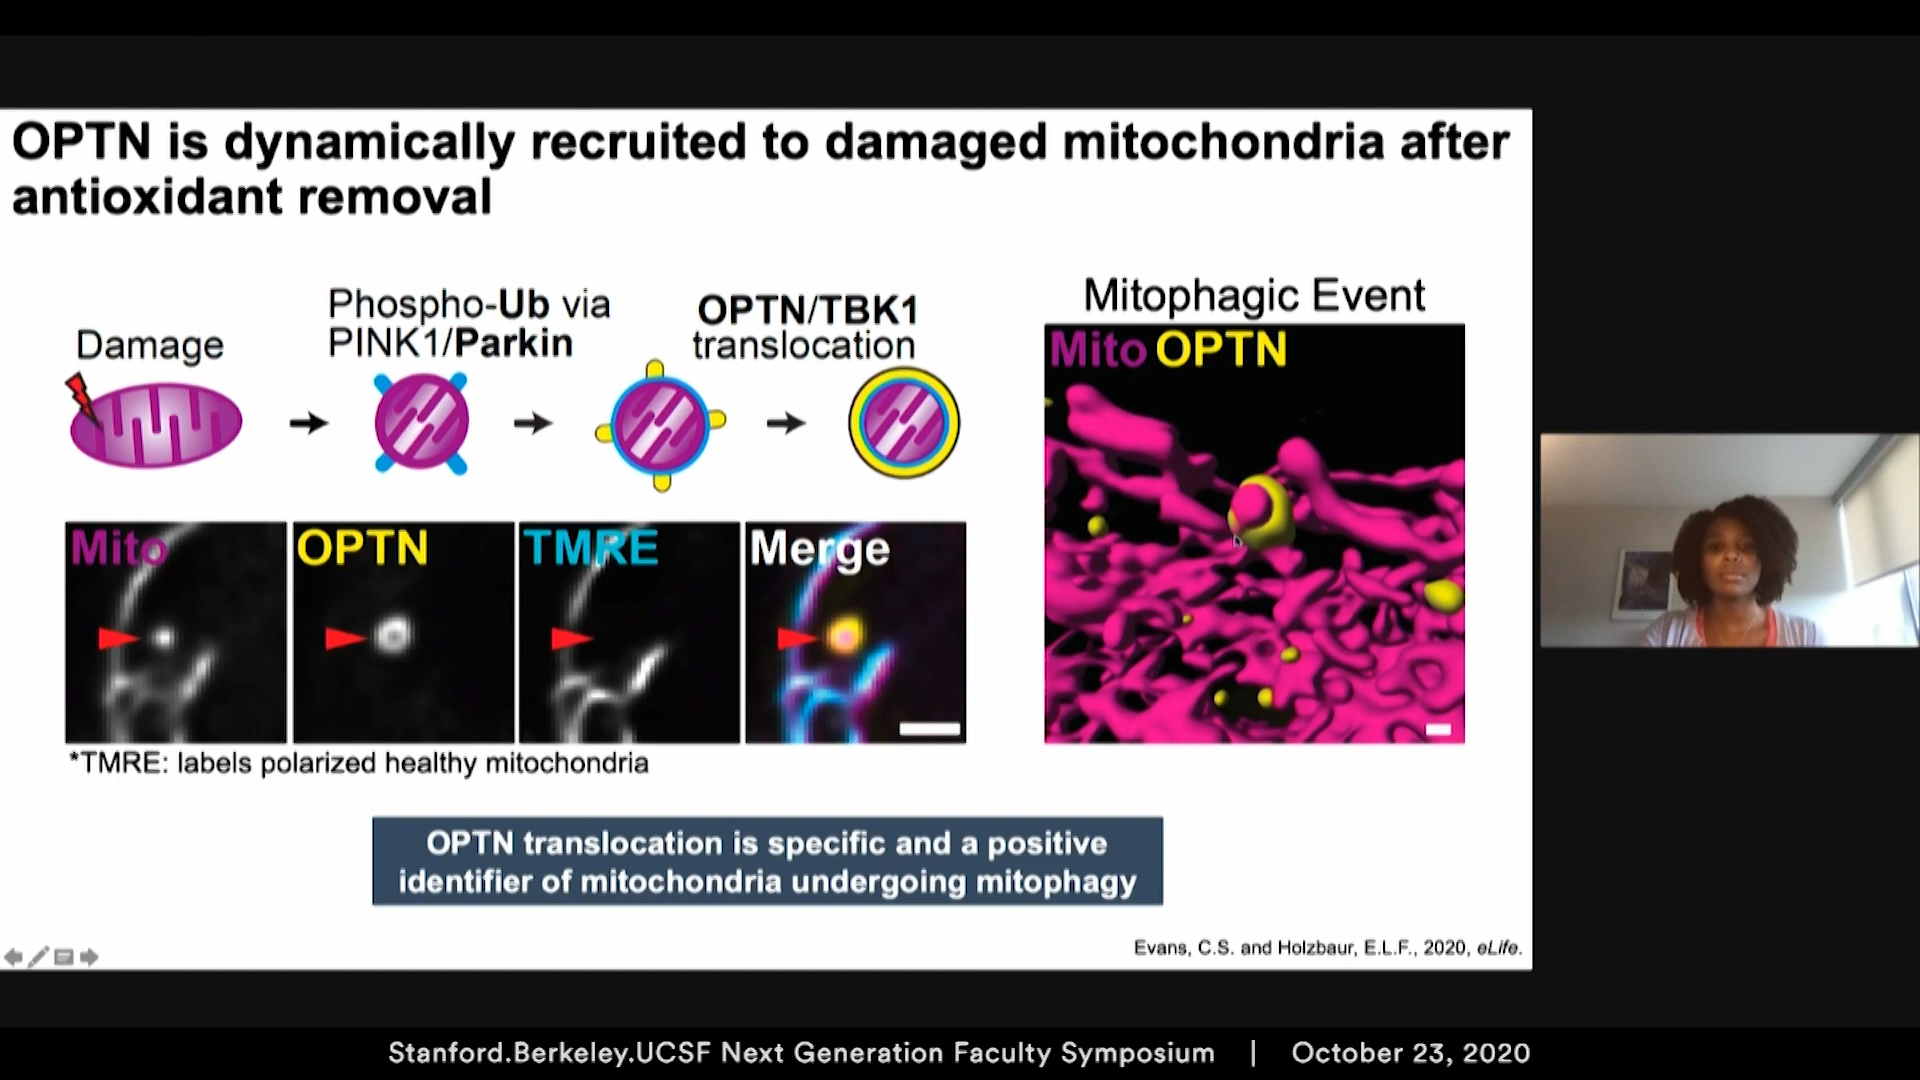 OPTN is dynamically recruited to damaged mitochondria after
antioxidant removal
Damage
Phospho-Ub via
PINK1/Parkin
OPTN/TBK1
translocation
Mitophagic Event
Mito OPTN
Mito
OPTN
TMRE
Merge
*TMRE: labels polarized healthy mitochondria
OPTN translocation is specific and a positive
identifier of mitochondria undergoing mitophagy
Evans, C.S. and Holzbaur, E.L.F., 2020, eLife.
Stanford.Berkeley.UCSF Next Generation Faculty Symposium | October 23, 2020